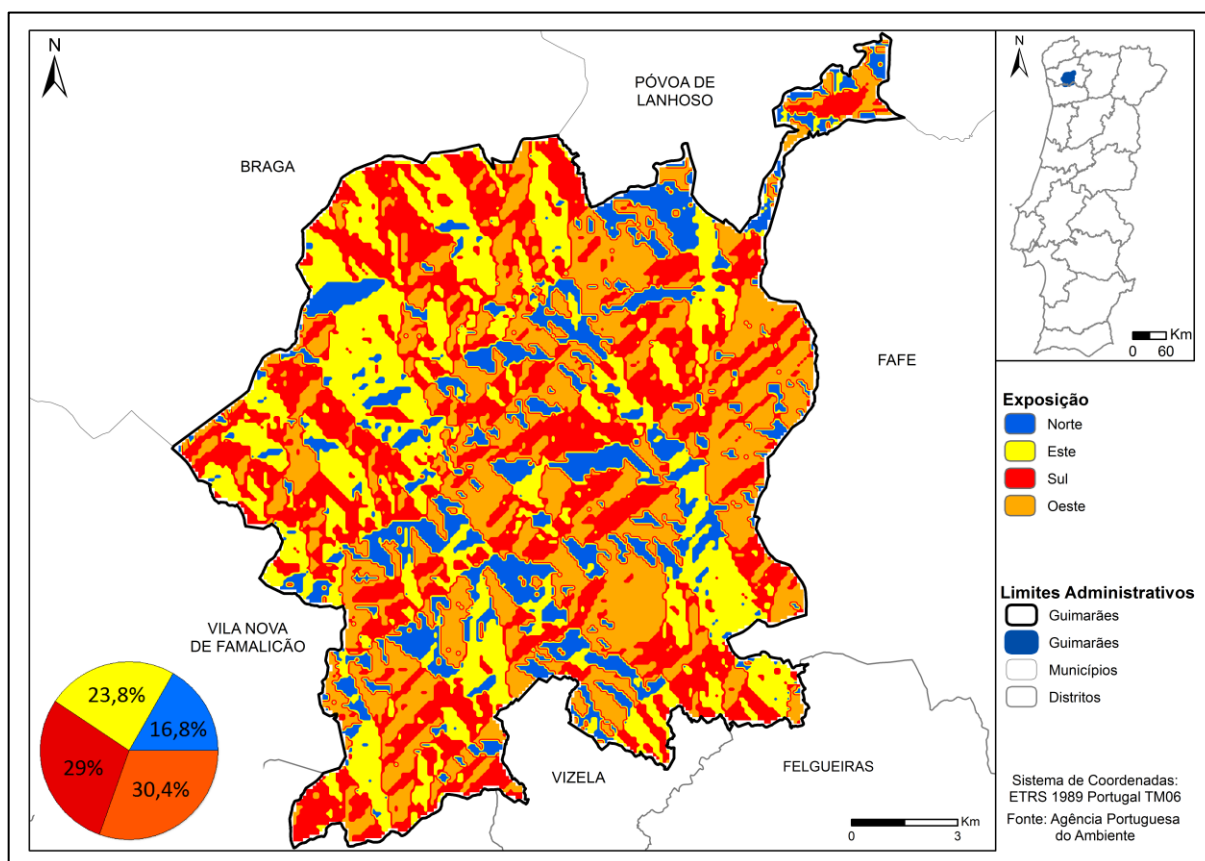 N
PÓVOA DE
LANHOSO
BRAGA
FAFE
VILA NOVA
DE FAMALICÃO
VIZELA
FELGUEIRAS
23,8%
16,8%
29%
30,4%
Km
0 3
N
Km
0 60
Exposição
Norte
Este
Sul
Oeste
Limites Administrativos
Guimarães
Guimarães
Municípios
Distritos
Sistema de Coordenadas:
ETRS 1989 Portugal TM06
Fonte: Agência Portuguesa
do Ambiente